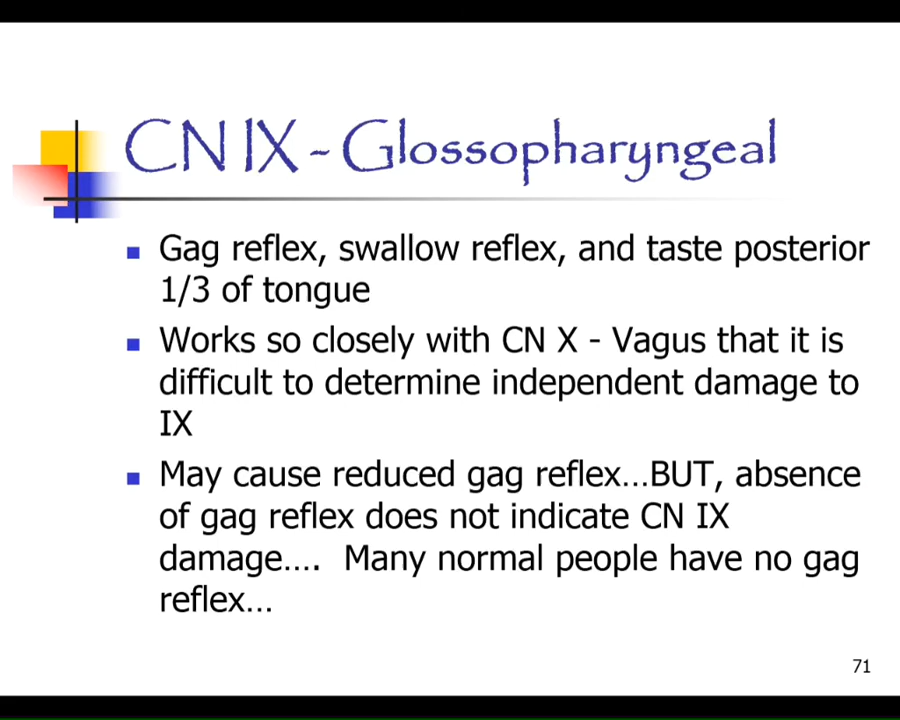 CN IX - Glossopharyngeal
Gag reflex, swallow reflex, and taste posterior
1/3 of tongue
Works so closely with CN X - Vagus that it is
difficult to determine independent damage to
IX
May cause reduced gag reflex...BUT, absence
of gag reflex does not indicate CN IX
damage.... Many normal people have no gag
reflex...
71